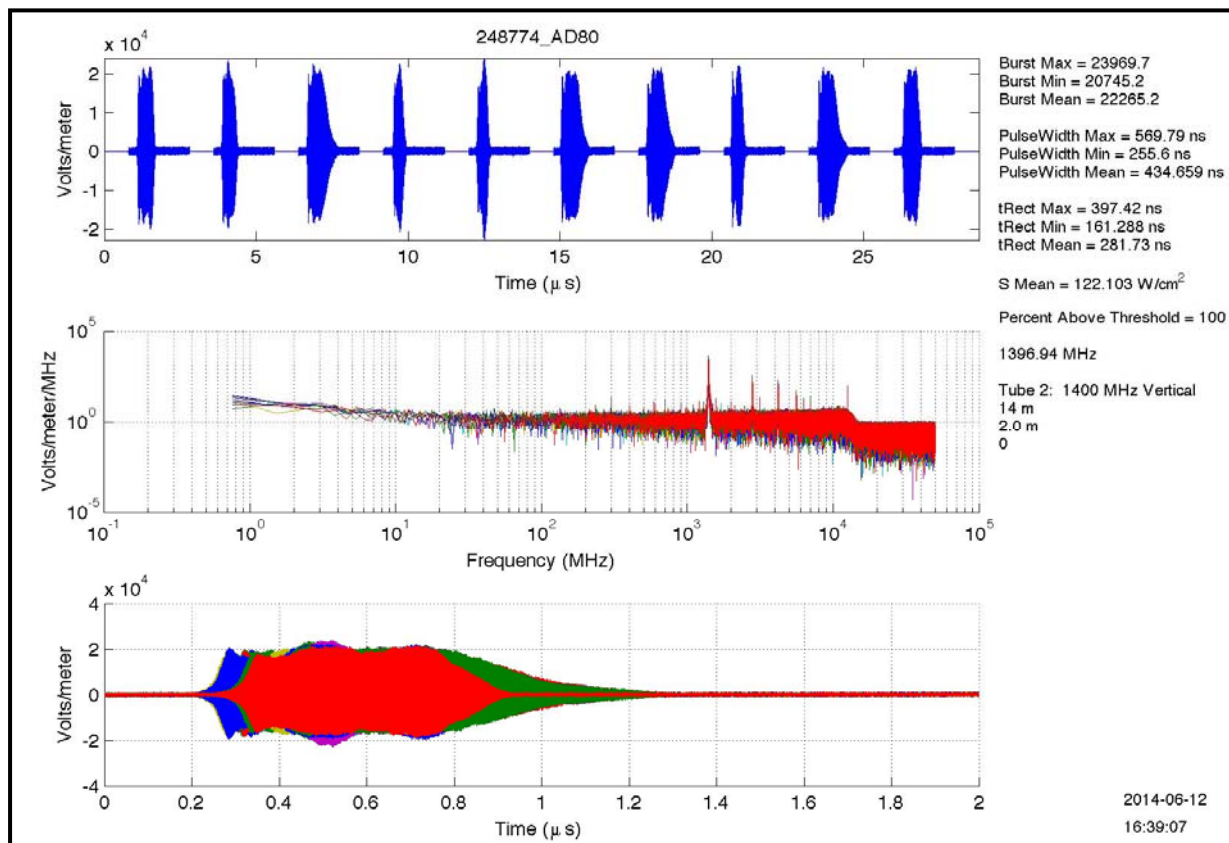 248774_AD80
x 10^4
2
1
0
-1
-2
Volts/meter
0 5 10 15 20 25
Time (μs)
Burst Max = 23969.7
Burst Min = 20745.2
Burst Mean = 22265.2
PulseWidth Max = 569.79 ns
PulseWidth Min = 255.6 ns
PulseWidth Mean = 434.659 ns
tRect Max = 397.42 ns
tRect Min = 161.288 ns
tRect Mean = 281.73 ns
S Mean = 122.103 W/cm^2
Percent Above Threshold = 100
1396.94 MHz
Tube 2: 1400 MHz Vertical
14 m
2.0 m
0
10^5
10^0
10^-5
Volts/meter/MHz
10^-1 10^0 10^1 10^2 10^3 10^4 10^5
Frequency (MHz)
x 10^4
4
2
0
-2
-4
Volts/meter
0 0.2 0.4 0.6 0.8 1 1.2 1.4 1.6 1.8 2
Time (μs)
2014-06-12
16:39:07